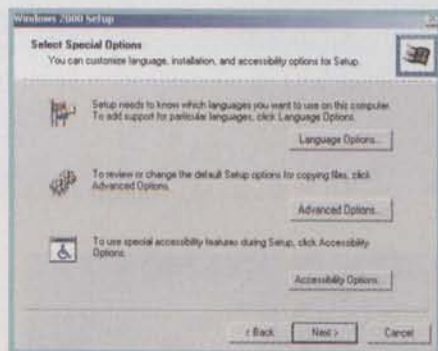 Windows 2000 Setup
Select Special Options
You can customize language, installation, and accessibility options for Setup.
Setup needs to know which languages you want to use on this computer.
To add support for particular languages, click Language Options.
Language Options...
To review or change the default Setup options for copying files, click
Advanced Options.
Advanced Options...
To use special accessibility features during Setup, click Accessibility
Options.
Accessibility Options...
< Back
Next >
Cancel